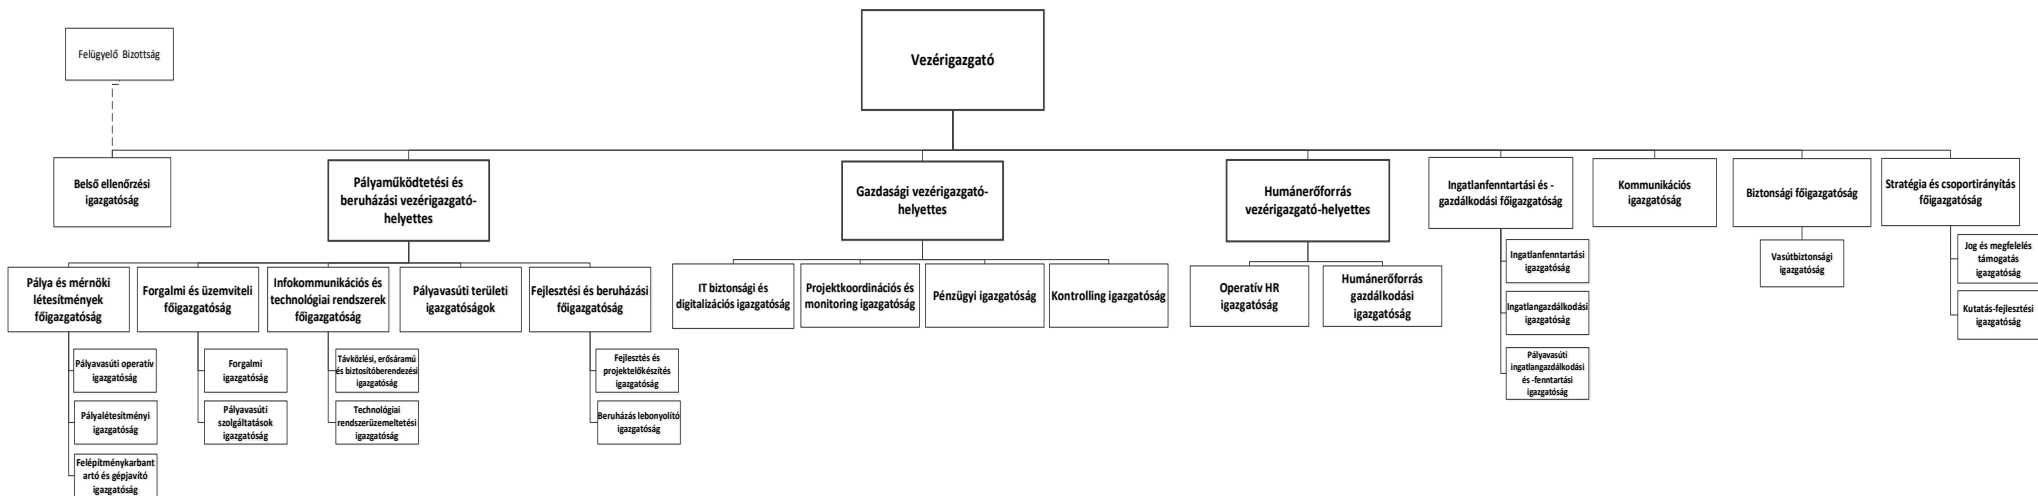 Vezérigazgató
Felügyelő Bizottság
Belső ellenőrzési
igazgatóság
Pályaműködtetési és
beruházási vezérigazgató-
helyettes
Gazdasági vezérigazgató-
helyettes
Humánerőforrás
vezérigazgató-helyettes
Ingatlanfenntartási és -
gazdálkodási főigazgatóság
Kommunikációs
igazgatóság
Biztonsági főigazgatóság
Stratégia és csoportirányítás
főigazgatóság
Pálya és mérnöki
létesítmények
főigazgatóság
Forgalmi és üzemviteli
főigazgatóság
Infokommunikációs és
technológiai rendszerek
főigazgatóság
Pályavasúti területi
igazgatóságok
Fejlesztési és beruházási
főigazgatóság
IT biztonsági és
digitalizációs igazgatóság
Projektkoordinációs és
monitoring igazgatóság
Pénzügyi igazgatóság
Kontrolling igazgatóság
Operatív HR
igazgatóság
Humánerőforrás
gazdálkodási
igazgatóság
Ingatlanfenntartási
igazgatóság
Ingatlangazdálkodási
igazgatóság
Pályavasúti
ingatlangazdálkodási
és -fenntartási
igazgatóság
Vasútbiztonsági
igazgatóság
Jog és megfelelés
támogatás
igazgatóság
Kutatás-fejlesztési
igazgatóság
Pályavasúti operatív
igazgatóság
Pályalétesítményi
igazgatóság
Felépítménykarbant
artó és gépjavító
igazgatóság
Forgalmi
igazgatóság
Pályavasúti
szolgáltatások
igazgatóság
Távközlési, erősáramú
és biztosítóberendezési
igazgatóság
Technológiai
rendszerüzemeltetési
igazgatóság
Fejlesztés és
projektelőkészítés
igazgatóság
Beruházás lebonyolító
igazgatóság